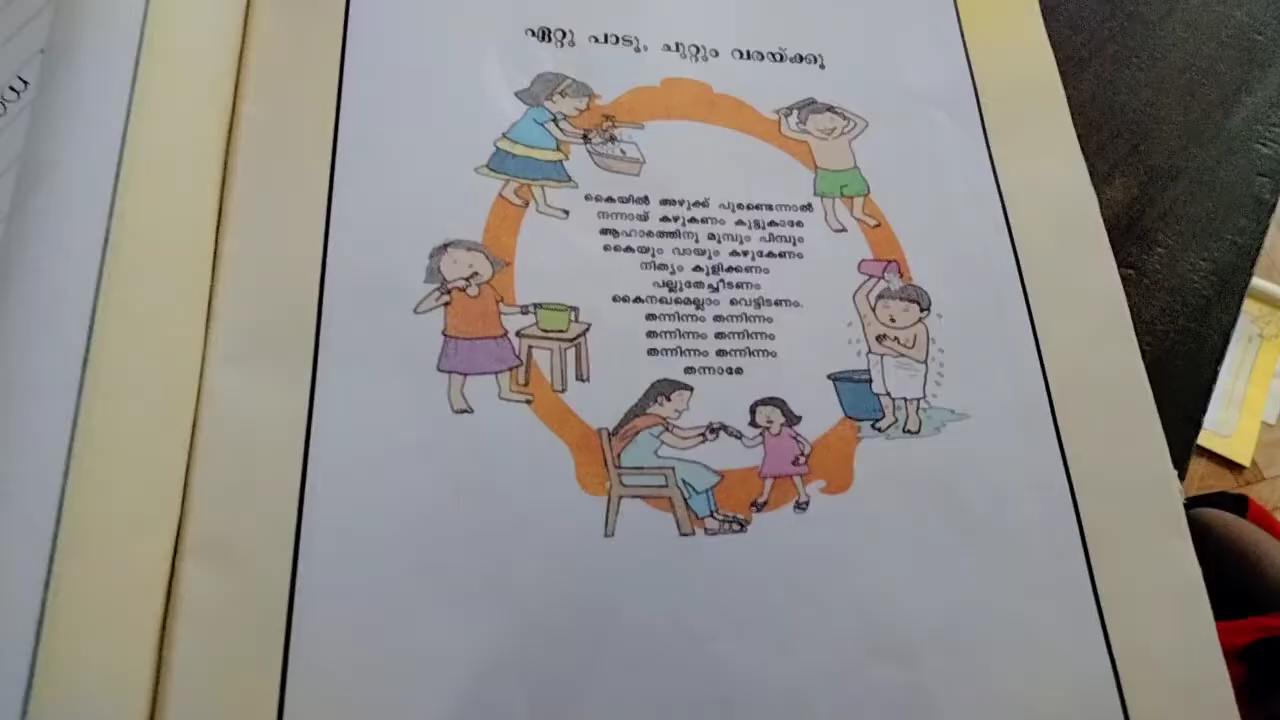 ഏറ്റു പാടൂ, ചുറ്റും വരയ്ക്കൂ
കൈയിൽ അഴുക്ക് പുരണ്ടെന്നാൽ
നന്നായ് കഴുകണം കൂട്ടുകാരേ
ആഹാരത്തിനു മുമ്പും പിമ്പും
കൈയും വായും കഴുകേണം
നിത്യം കുളിക്കണം
പല്ലുതേച്ചീടണം
കൈനഖമെല്ലാം വെട്ടിടണം.
തന്നിന്നം തന്നിന്നം
തന്നിന്നം തന്നിന്നം
തന്നിന്നം തന്നിന്നം
തന്നാരേ